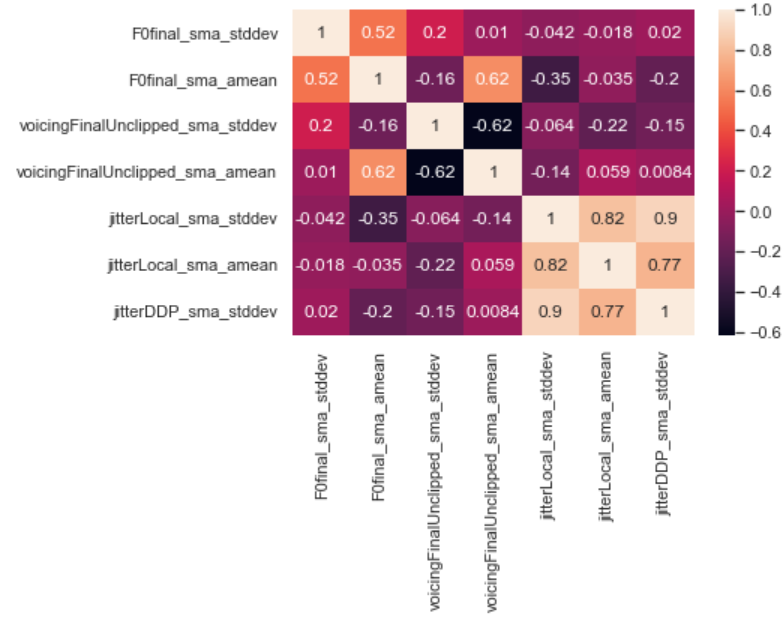 F0final_sma_stddev 1 0.52 0.2 0.01 -0.042 -0.018 0.02
F0final_sma_amean 0.52 1 -0.16 0.62 -0.35 -0.035 -0.2
voicingFinalUnclipped_sma_stddev 0.2 -0.16 1 -0.62 -0.064 -0.22 -0.15
voicingFinalUnclipped_sma_amean 0.01 0.62 -0.62 1 -0.14 0.059 0.0084
jitterLocal_sma_stddev -0.042 -0.35 -0.064 -0.14 1 0.82 0.9
jitterLocal_sma_amean -0.018 -0.035 -0.22 0.059 0.82 1 0.77
jitterDDP_sma_stddev 0.02 -0.2 -0.15 0.0084 0.9 0.77 1
F0final_sma_stddev
F0final_sma_amean
voicingFinalUnclipped_sma_stddev
voicingFinalUnclipped_sma_amean
jitterLocal_sma_stddev
jitterLocal_sma_amean
jitterDDP_sma_stddev
1.0
0.8
0.6
0.4
0.2
0.0
−0.2
−0.4
−0.6